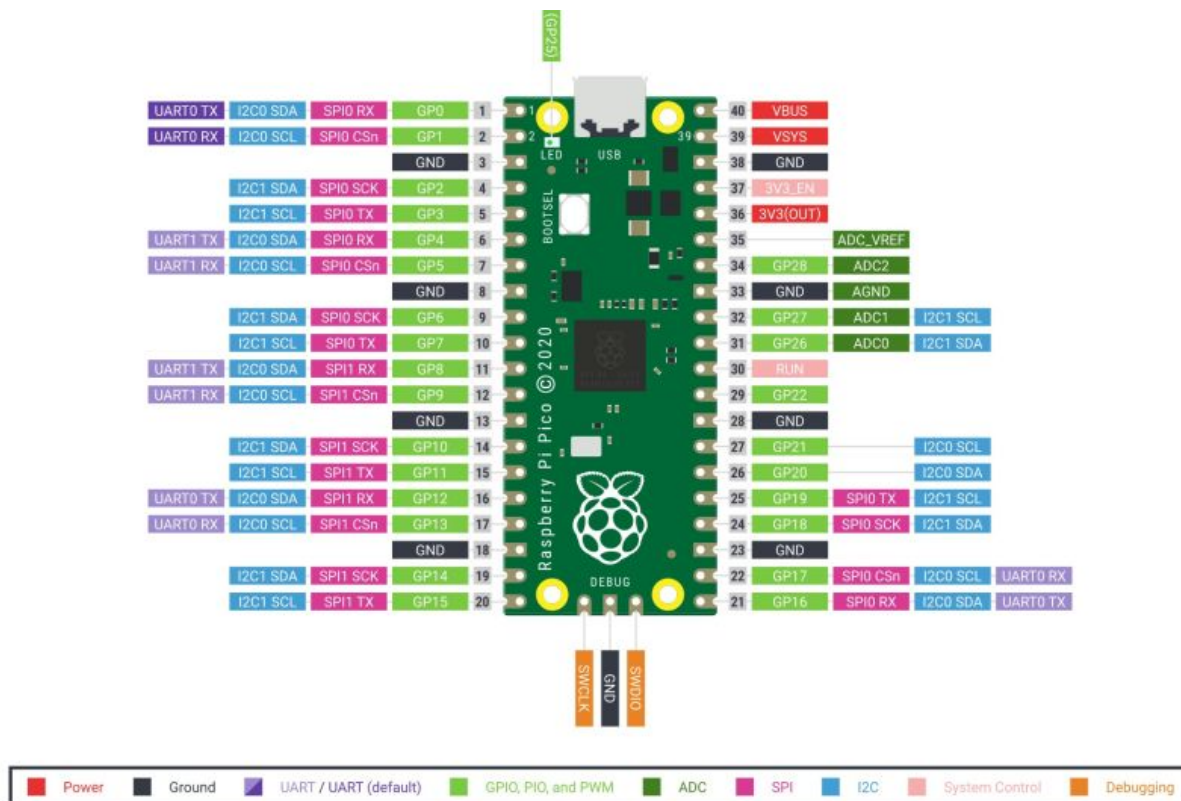 (GP25)
UART0 TX I2C0 SDA SPI0 RX GP0 1 1 40 VBUS
UART0 RX I2C0 SCL SPI0 CSn GP1 2 2 39 39 VSYS
LED USB
GND 3 38 GND
I2C1 SDA SPI0 SCK GP2 4 37 3V3_EN
I2C1 SCL SPI0 TX GP3 5 36 3V3(OUT)
BOOTSEL
UART1 TX I2C0 SDA SPI0 RX GP4 6 35 ADC_VREF
UART1 RX I2C0 SCL SPI0 CSn GP5 7 34 GP28 ADC2
GND 8 33 GND AGND
I2C1 SDA SPI0 SCK GP6 9 32 GP27 ADC1 I2C1 SCL
I2C1 SCL SPI0 TX GP7 10 31 GP26 ADC0 I2C1 SDA
UART1 TX I2C0 SDA SPI1 RX GP8 11 30 RUN
UART1 RX I2C0 SCL SPI1 CSn GP9 12 29 GP22
GND 13 28 GND
I2C1 SDA SPI1 SCK GP10 14 27 GP21 I2C0 SCL
I2C1 SCL SPI1 TX GP11 15 26 GP20 I2C0 SDA
UART0 TX I2C0 SDA SPI1 RX GP12 16 25 GP19 SPI0 TX I2C1 SCL
UART0 RX I2C0 SCL SPI1 CSn GP13 17 24 GP18 SPI0 SCK I2C1 SDA
GND 18 23 GND
I2C1 SDA SPI1 SCK GP14 19 22 GP17 SPI0 CSn I2C0 SCL UART0 RX
I2C1 SCL SPI1 TX GP15 20 21 GP16 SPI0 RX I2C0 SDA UART0 TX
Raspberry Pi Pico © 2020
DEBUG
SWCLK GND SWDIO
Power Ground UART / UART (default) GPIO, PIO, and PWM ADC SPI I2C System Control Debugging